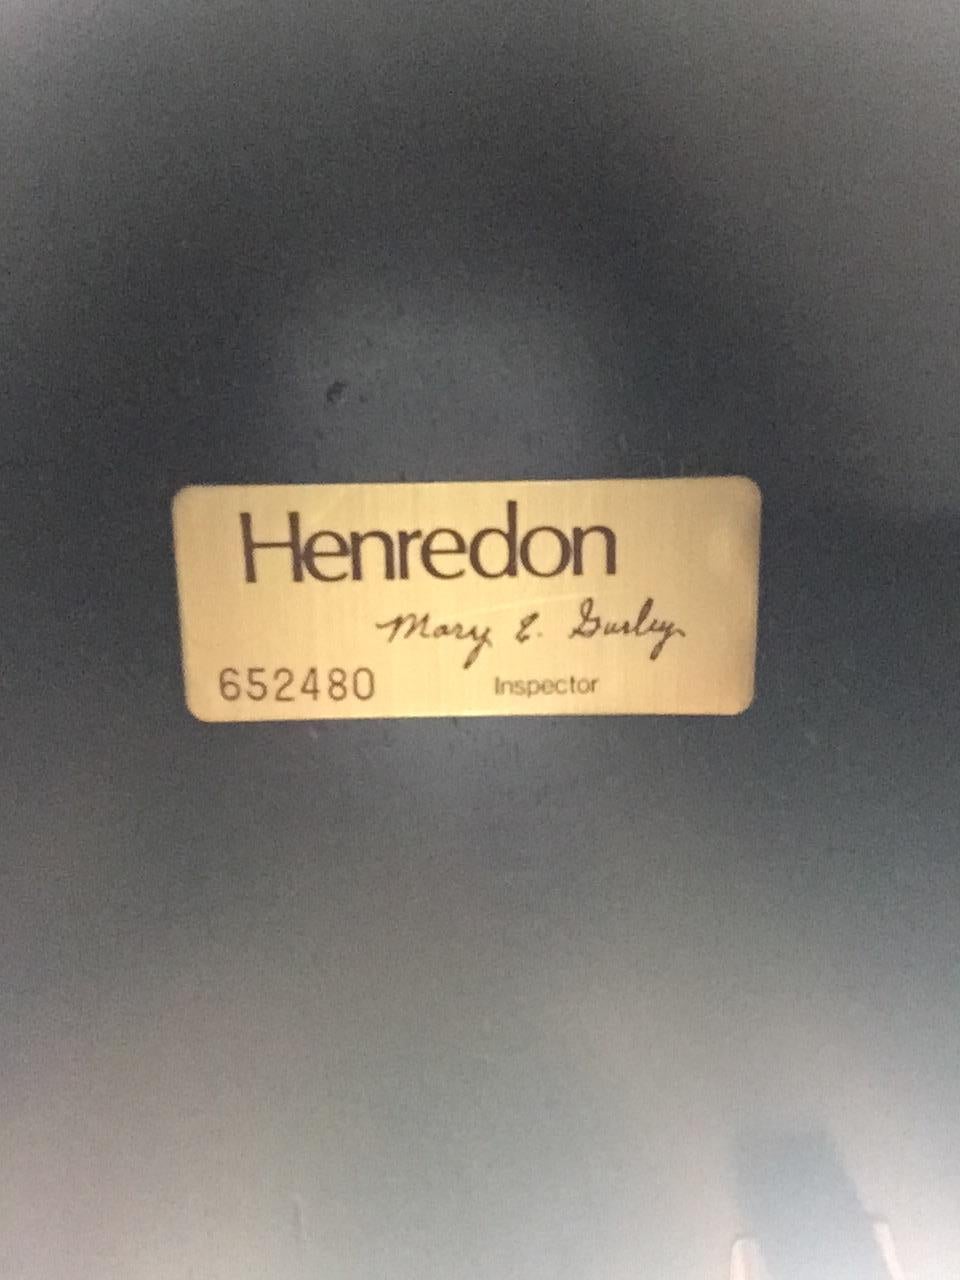 Henredon
Mary E. Gurley
652480 Inspector